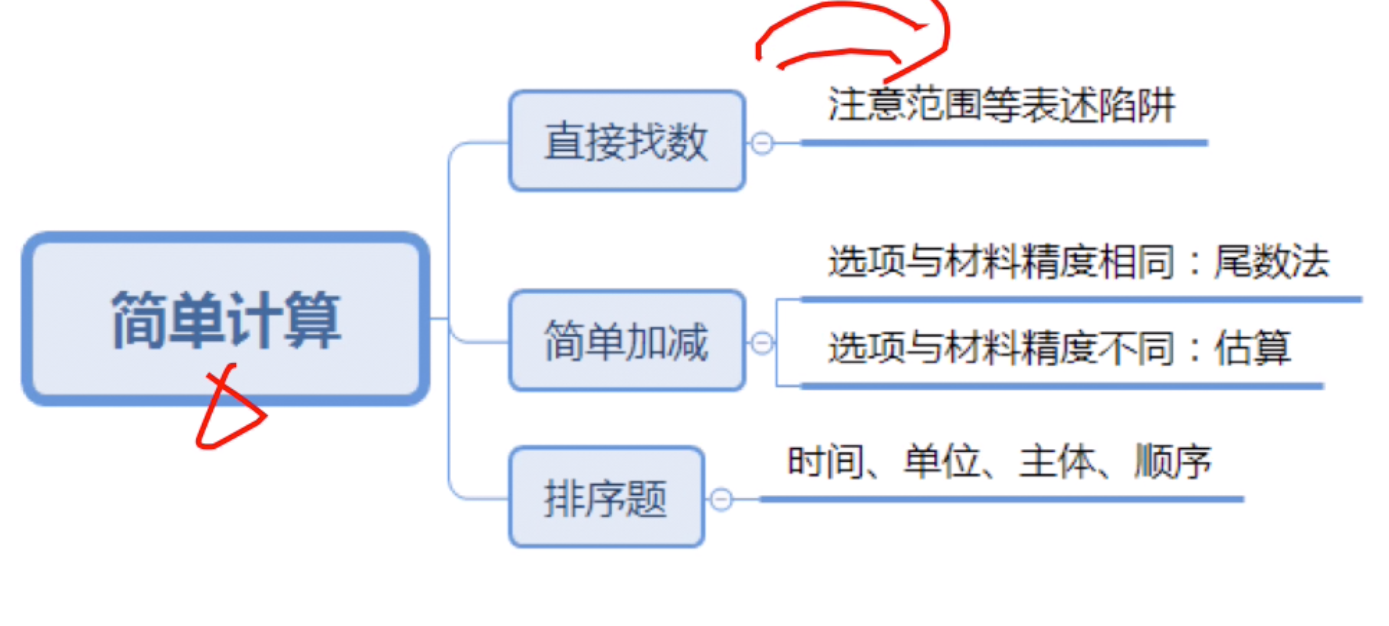 简单计算
直接找数
注意范围等表述陷阱
简单加减
选项与材料精度相同：尾数法
选项与材料精度不同：估算
排序题
时间、单位、主体、顺序